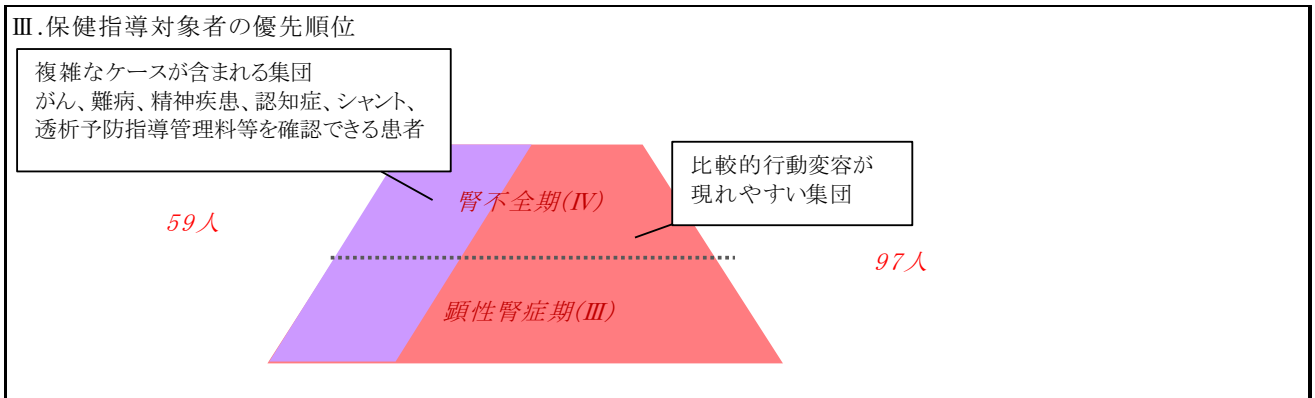 Ⅲ.保健指導対象者の優先順位
複雑なケースが含まれる集団
がん、難病、精神疾患、認知症、シャント、
透析予防指導管理料等を確認できる患者
比較的行動変容が
現れやすい集団
腎不全期(Ⅳ)
59人
97人
顕性腎症期(Ⅲ)